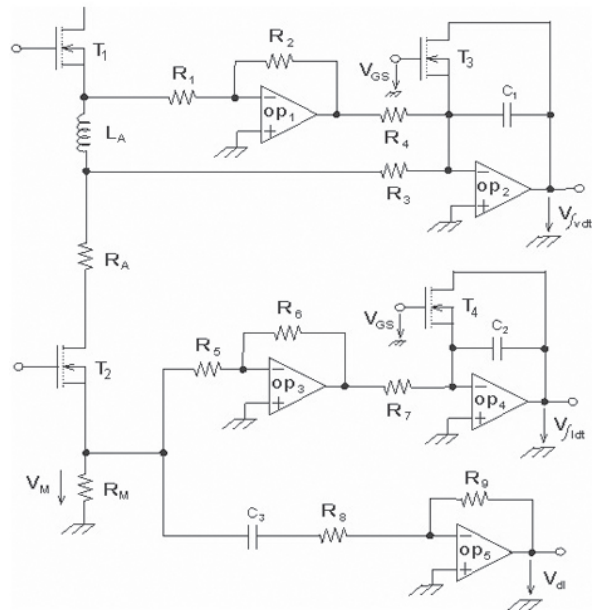 T1
R1
R2
op1
LA
VGS
T3
C1
R4
R3
op2
V∫vdt
RA
T2
R5
R6
op3
VGS
T4
C2
R7
op4
V∫Idt
VM
RM
C3
R8
R9
op5
VdI